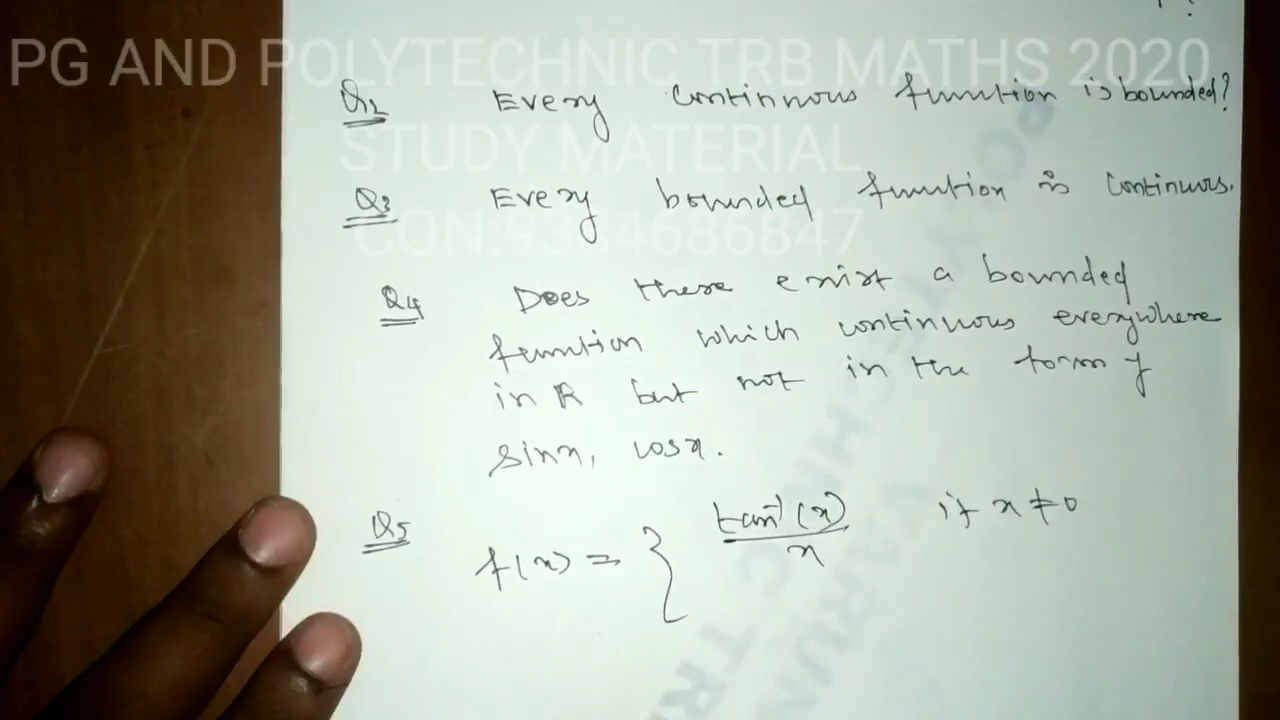 PG AND POLYTECHNIC TRB MATHS 2020
Q2 Every continuous function is bounded?
STUDY MATERIAL
Q3 Every bounded function is continuous.
Q4 Does there exist a bounded
function which continuous everywhere
in R but not in the form of
sinx, cosx.
Q5 f(x) = { tan⁻¹(x)/x if x ≠ 0